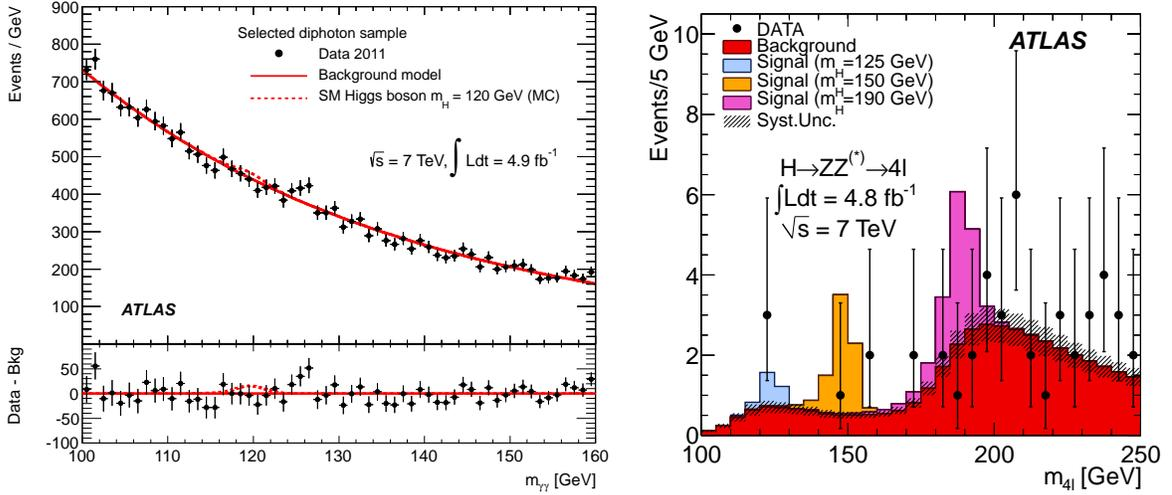 Events / GeV
900
800
700
600
500
400
300
200
100
Selected diphoton sample
Data 2011
Background model
SM Higgs boson m_H = 120 GeV (MC)
√s = 7 TeV, ∫ Ldt = 4.9 fb⁻¹
ATLAS
Data - Bkg
50
0
-50
-100
100 110 120 130 140 150 160
m_γγ [GeV]
Events/5 GeV
10
8
6
4
2
0
DATA
Background
Signal (m_H=125 GeV)
Signal (m_H=150 GeV)
Signal (m_H=190 GeV)
Syst.Unc.
ATLAS
H→ZZ⁽*⁾→4l
∫Ldt = 4.8 fb⁻¹
√s = 7 TeV
100 150 200 250
m_4l [GeV]